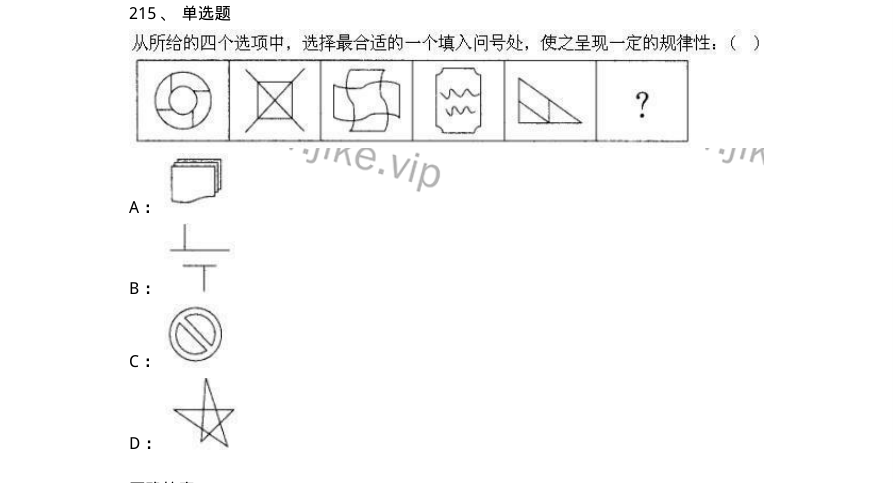 215 、 单选题
从所给的四个选项中，选择最合适的一个填入问号处，使之呈现一定的规律性：（ ）
?
.jike.vip
A：
B：
C：
D：